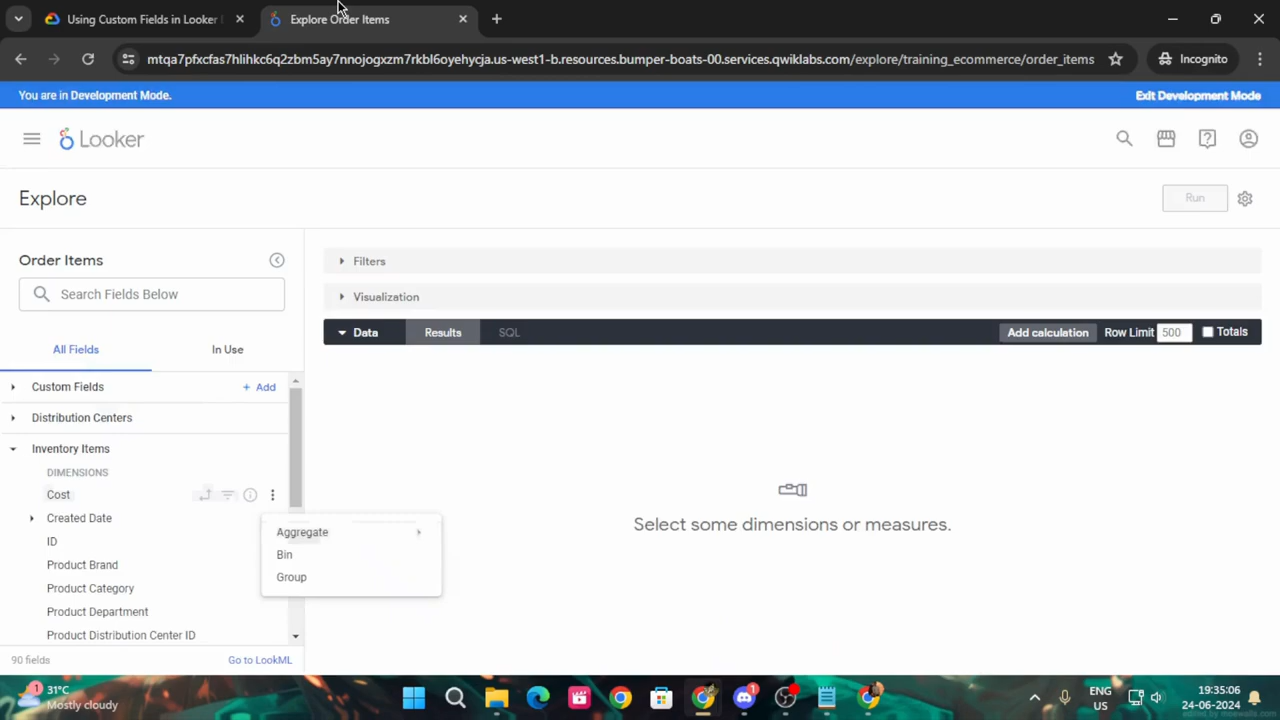 Using Custom Fields in Looker
Explore Order Items
mtqa7pfxcfas7hlihkc6q2zbm5ay7nnojogxzm7rkbl6oyehycja.us-west1-b.resources.bumper-boats-00.services.qwiklabs.com/explore/training_ecommerce/order_items
Incognito
You are in Development Mode.
Exit Development Mode
Looker
Explore
Run
Order Items
Search Fields Below
All Fields
In Use
Custom Fields
+ Add
Distribution Centers
Inventory Items
DIMENSIONS
Cost
Created Date
ID
Product Brand
Product Category
Product Department
Product Distribution Center ID
90 fields
Go to LookML
Aggregate
Bin
Group
Filters
Visualization
Data
Results
SQL
Add calculation
Row Limit
500
Totals
Select some dimensions or measures.
1
31°C
Mostly cloudy
1
ENG
US
19:35:06
24-06-2024